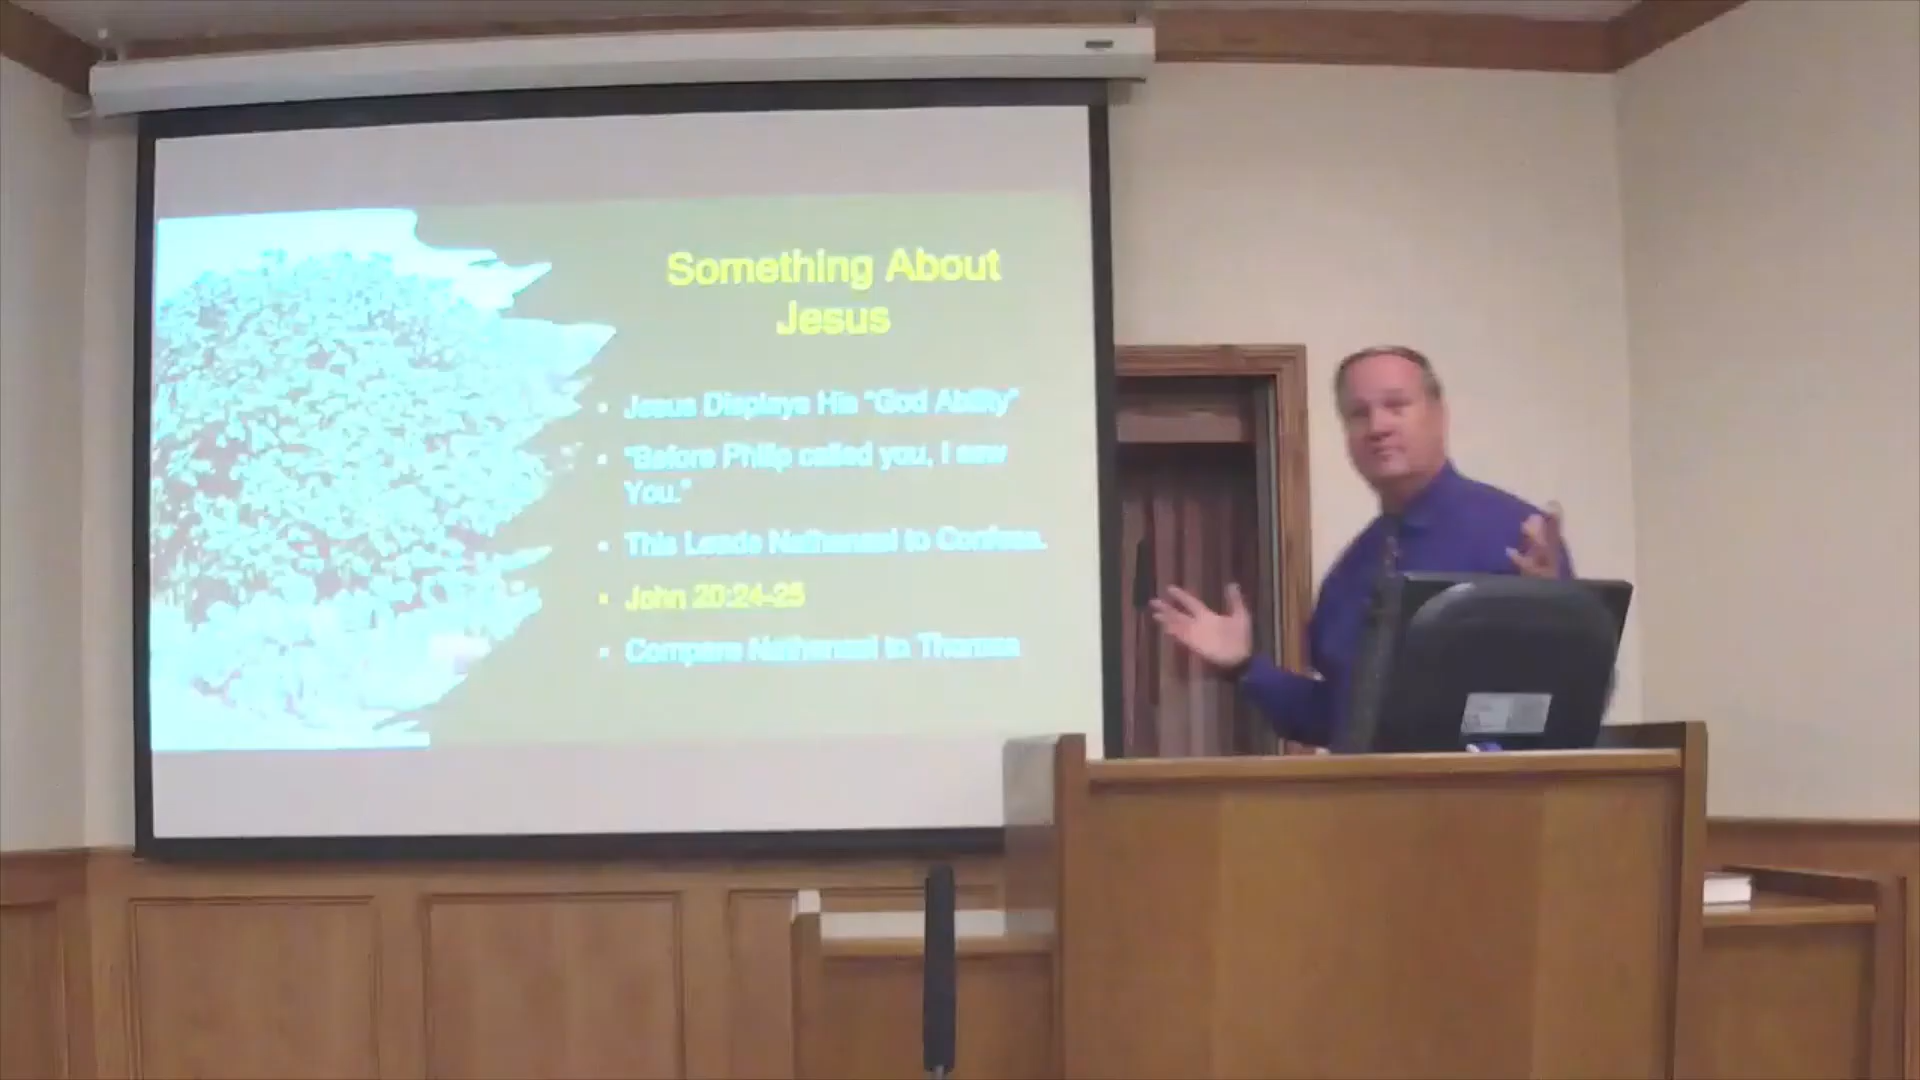 Something About
Jesus
• Jesus Displays His "God Ability"
• "Before Philip called you, I saw
You."
• This Leads Nathanael to Confess.
• John 20:24-25
• Compare Nathanael to Thomas